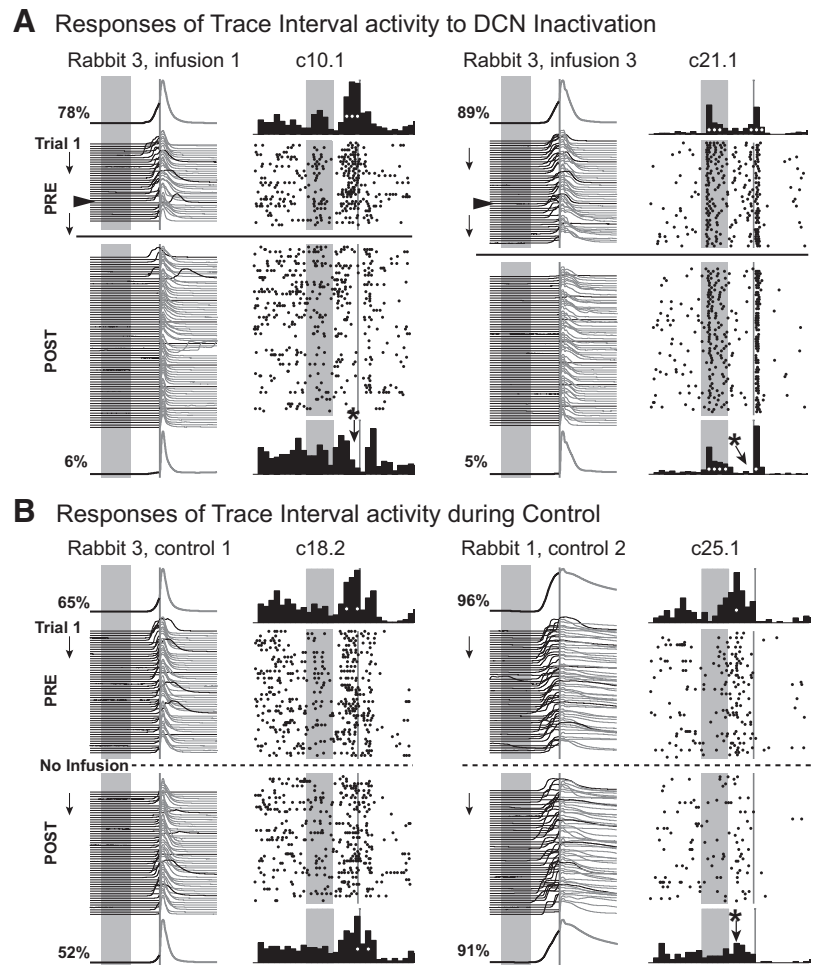 A Responses of Trace Interval activity to DCN Inactivation
Rabbit 3, infusion 1
c10.1
Rabbit 3, infusion 3
c21.1
78%
89%
Trial 1
PRE
POST
*
*
6%
5%
B Responses of Trace Interval activity during Control
Rabbit 3, control 1
c18.2
Rabbit 1, control 2
c25.1
65%
96%
Trial 1
PRE
No Infusion
POST
*
52%
91%